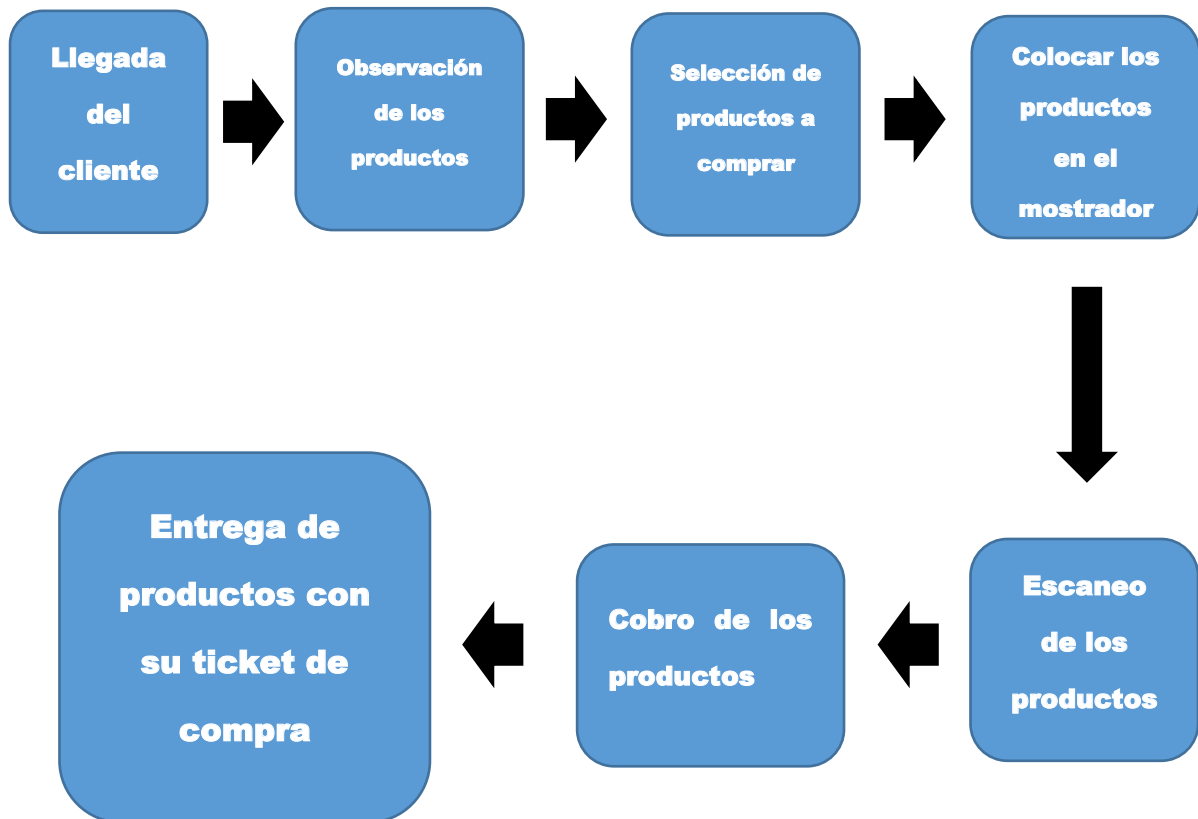 Llegada
del
cliente
Observación
de los
productos
Selección de
productos a
comprar
Colocar los
productos
en el
mostrador
Escaneo
de los
productos
Cobro de los
productos
Entrega de
productos con
su ticket de
compra